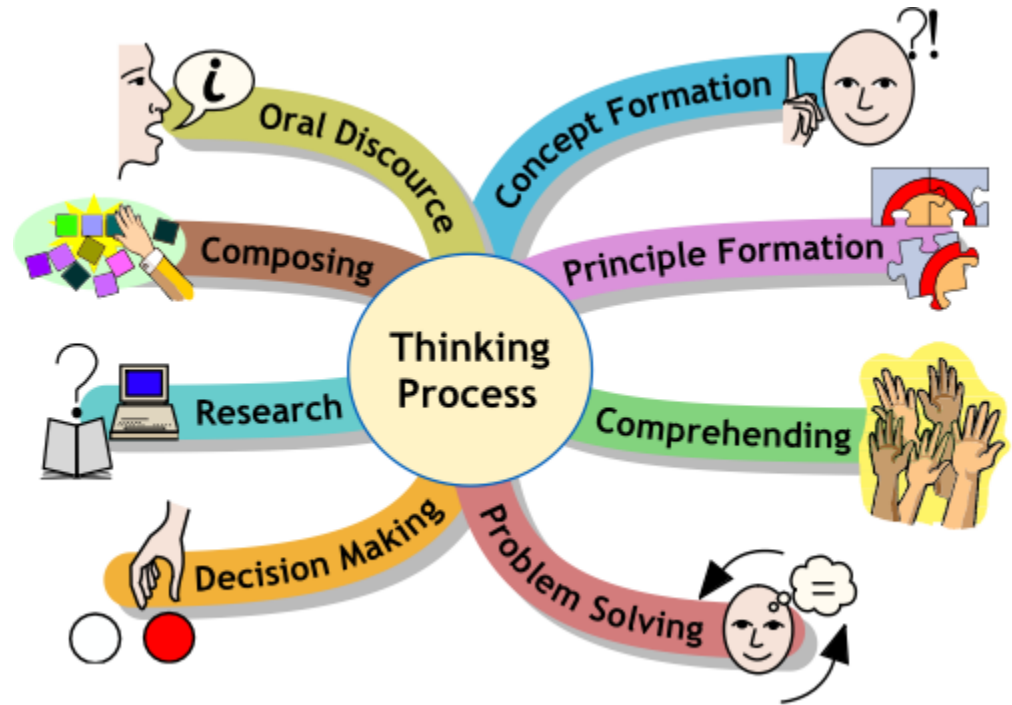 Thinking
Process
Concept Formation
Principle Formation
Comprehending
Problem Solving
Decision Making
Research
Composing
Oral Discource
i
?!
?
=